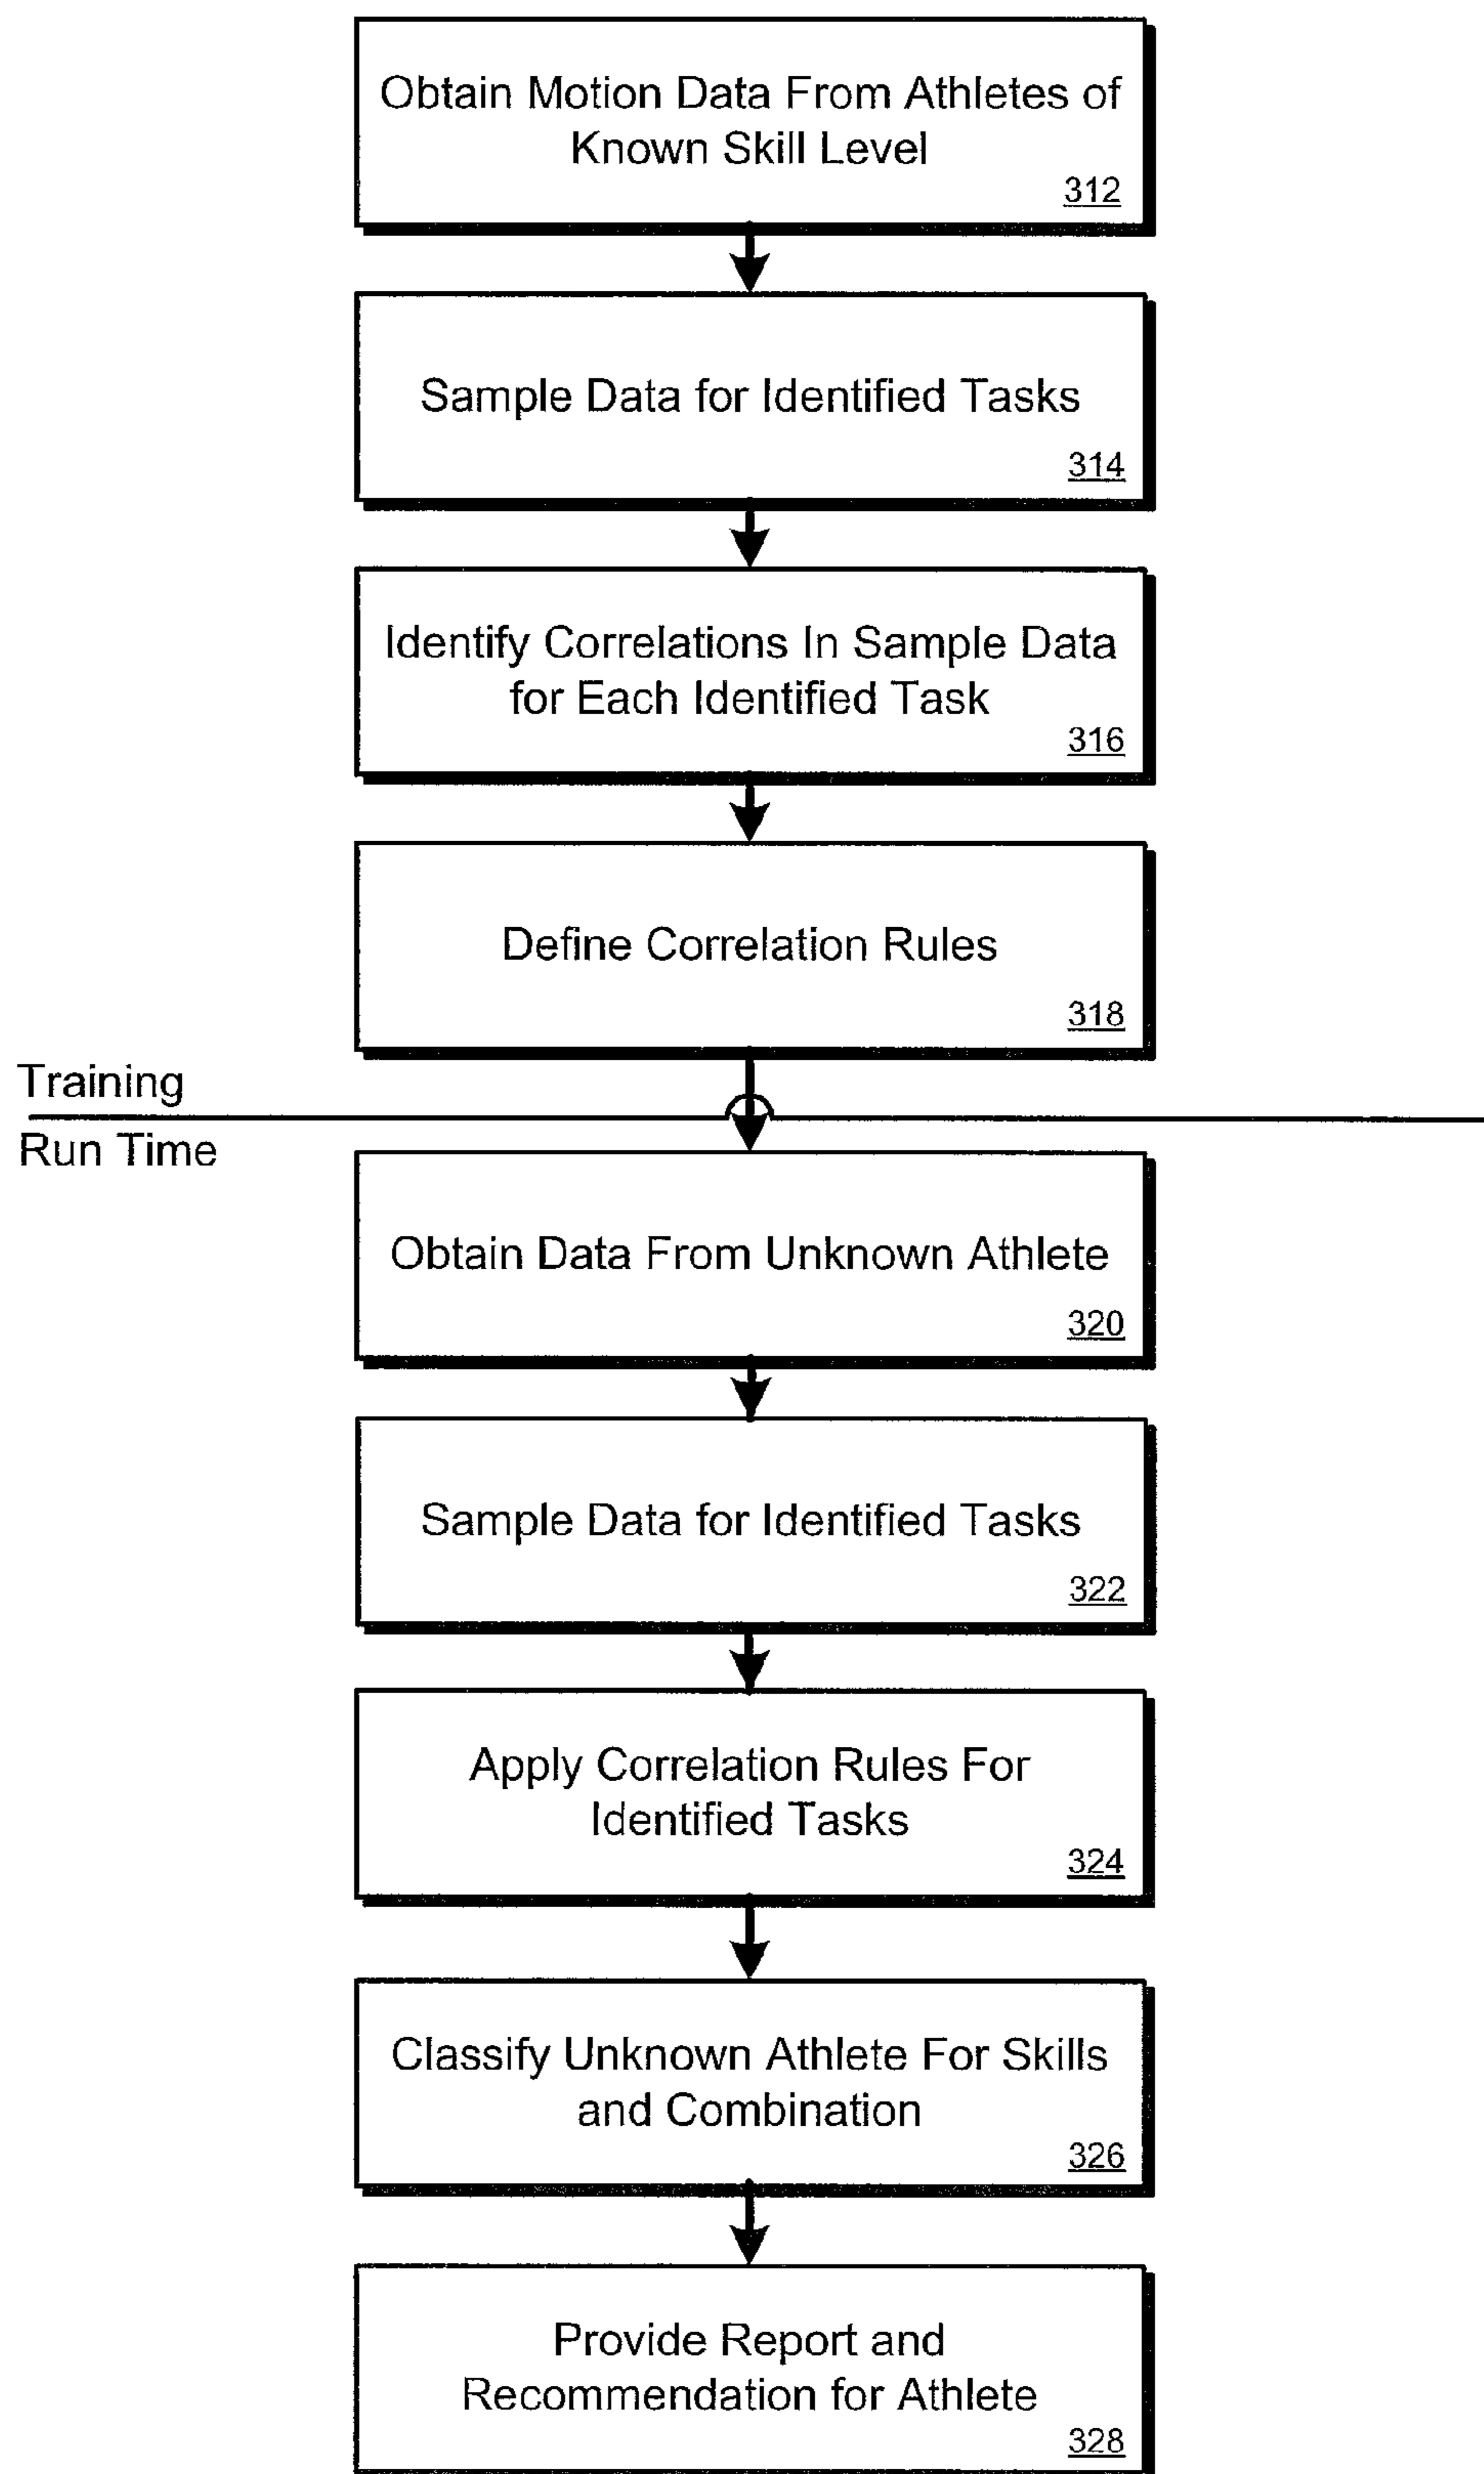 Obtain Motion Data From Athletes of
Known Skill Level
312
Sample Data for Identified Tasks
314
Identify Correlations In Sample Data
for Each Identified Task
316
Define Correlation Rules
318
Training
Run Time
Obtain Data From Unknown Athlete
320
Sample Data for Identified Tasks
322
Apply Correlation Rules For
Identified Tasks
324
Classify Unknown Athlete For Skills
and Combination
326
Provide Report and
Recommendation for Athlete
328